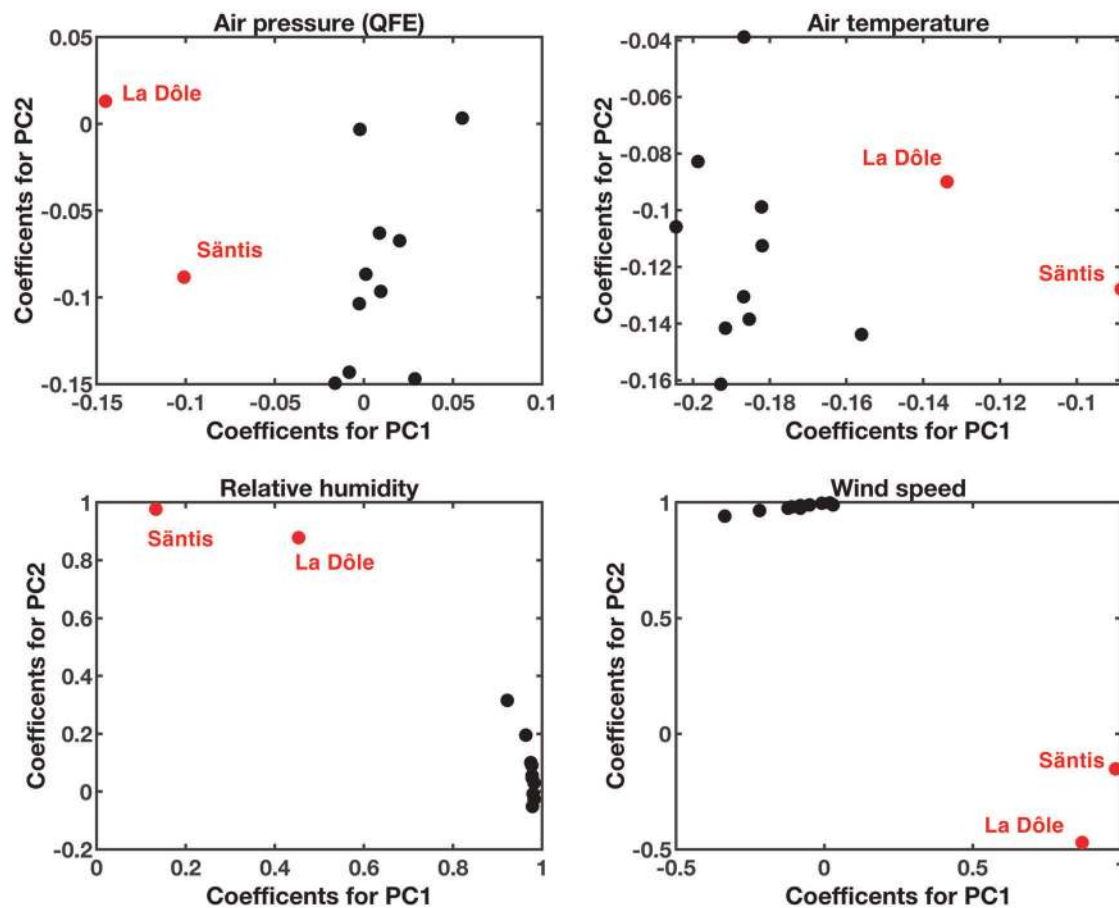 Air pressure (QFE)
0.05
0
-0.05
-0.1
-0.15
-0.15 -0.1 -0.05 0 0.05 0.1
Coefficents for PC1
Coefficents for PC2
La Dôle
Säntis
Air temperature
-0.04
-0.06
-0.08
-0.1
-0.12
-0.14
-0.16
-0.2 -0.18 -0.16 -0.14 -0.12 -0.1
Coefficents for PC1
Coefficents for PC2
La Dôle
Säntis
Relative humidity
1
0.8
0.6
0.4
0.2
0
-0.2
0 0.2 0.4 0.6 0.8 1
Coefficents for PC1
Coefficents for PC2
Säntis
La Dôle
Wind speed
1
0.5
0
-0.5
-0.5 0 0.5 1
Coefficents for PC1
Coefficents for PC2
Säntis
La Dôle